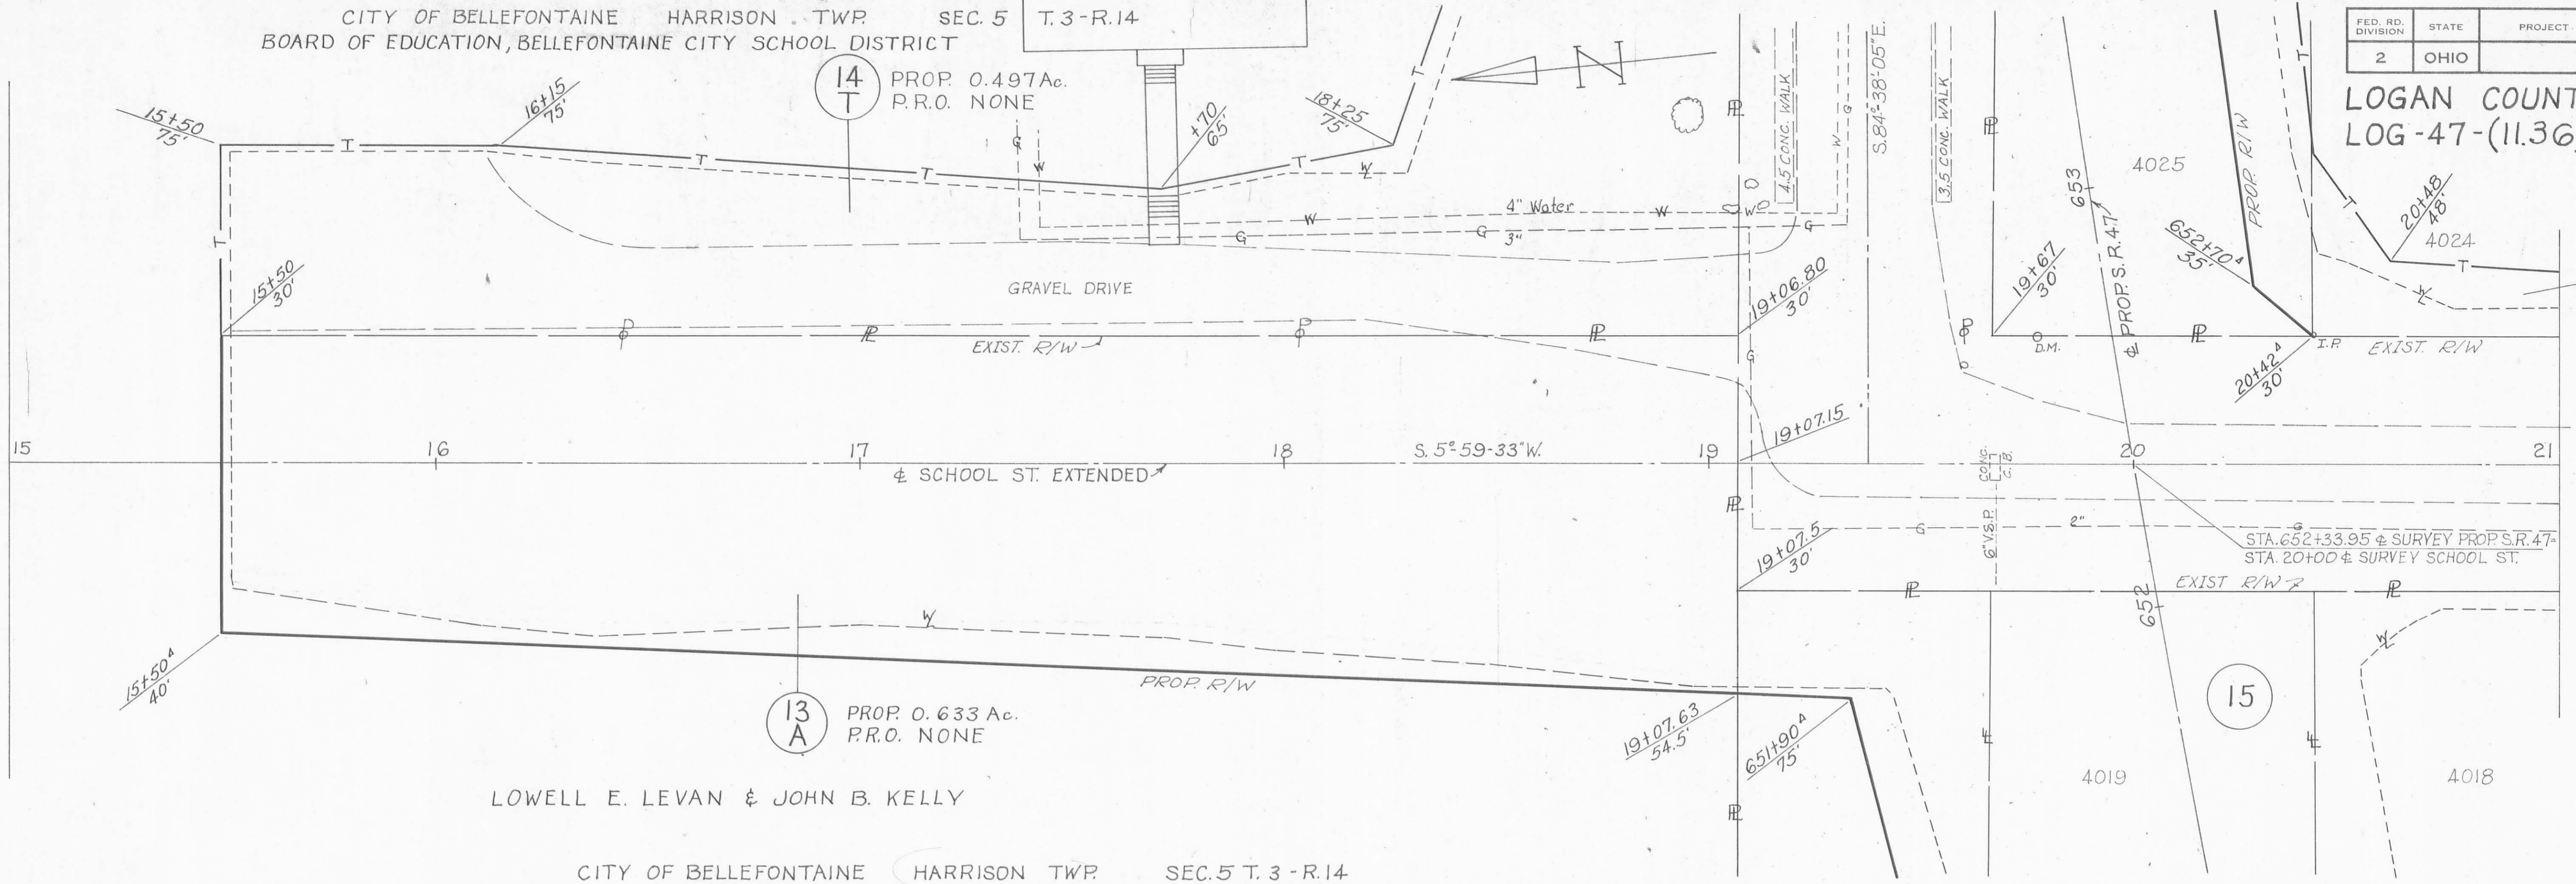 CITY OF BELLEFONTAINE HARRISON TWP. SEC. 5 T. 3-R.14
BOARD OF EDUCATION, BELLEFONTAINE CITY SCHOOL DISTRICT
14
T
PROP. 0.497 Ac.
P.R.O. NONE
FED. RD. DIVISION STATE PROJECT
2 OHIO
LOGAN COUNT
LOG-47-(11.36
N
15+50
75'
16+15
75'
+70
65'
18+25
75'
T
T
T
T
T
T
T
T
T
T
4.5 CONC. WALK
S.84°-38'-05"E.
3.5 CONC. WALK
4025
653
℄ PROP. S.R. 47
PROP. R/W
20+48
48'
4024
652+70 Δ
35'
19+67
30'
4" Water
3"
G
W
W
W
G
G
G
15+50
30'
GRAVEL DRIVE
19+06.80
30'
EXIST. R/W
D.M.
I.P.
EXIST. R/W
20+42 Δ
30'
19+07.15
15
16
17
18
S. 5°-59'-33"W.
19
20
21
℄ SCHOOL ST. EXTENDED
CONC.
C.B.
6" V.S.P.
G
2"
G
STA. 652+33.95 ℄ SURVEY PROP. S.R. 47=
STA. 20+00 ℄ SURVEY SCHOOL ST.
19+07.5
30'
EXIST R/W
652
15+50 Δ
40'
PROP. R/W
13
A
PROP. 0.633 Ac.
P.R.O. NONE
19+07.63
54.5'
651+90 Δ
75'
15
4019
4018
LOWELL E. LEVAN & JOHN B. KELLY
CITY OF BELLEFONTAINE HARRISON TWP. SEC. 5 T. 3-R.14